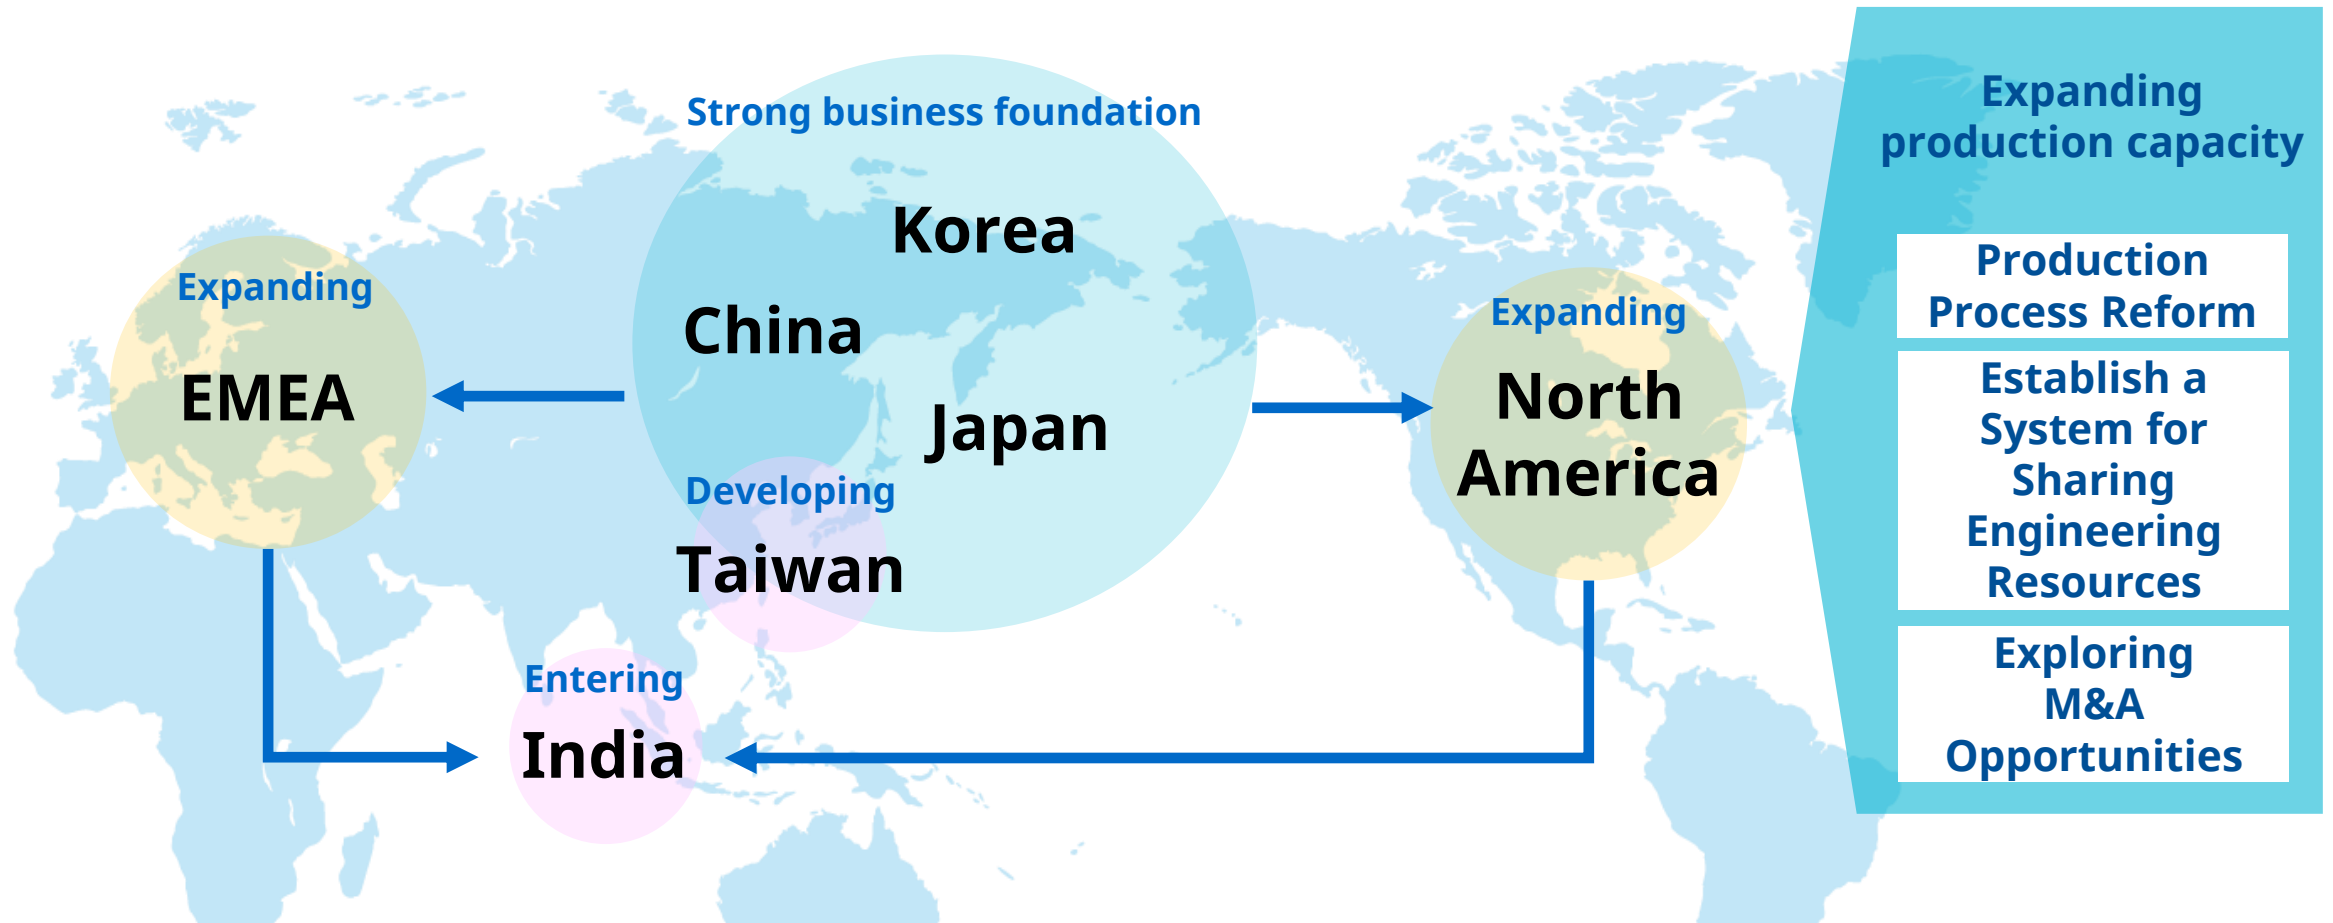 Strong business foundation
Korea
China
Japan
Developing
Taiwan
Expanding
EMEA
Entering
India
Expanding
North
America
Expanding
production capacity
Production
Process Reform
Establish a
System for
Sharing
Engineering
Resources
Exploring
M&A
Opportunities